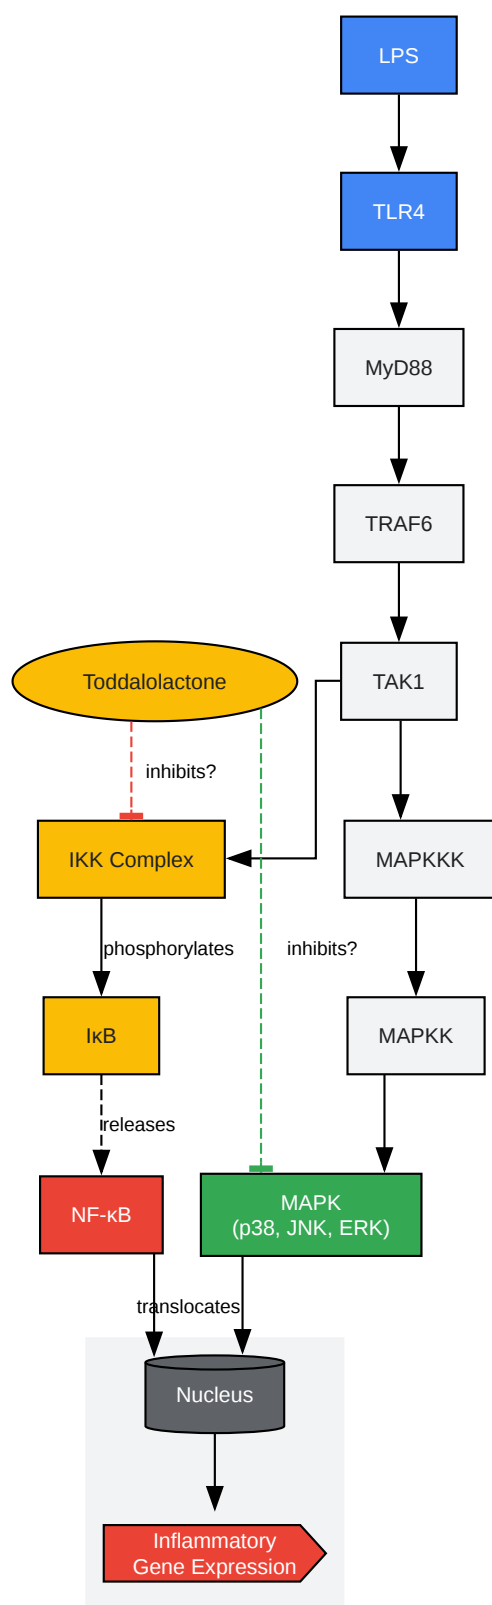 LPS
TLR4
MyD88
TRAF6
Toddalolactone
TAK1
inhibits?
IKK Complex
MAPKKK
phosphorylates
inhibits?
IκB
MAPKK
releases
NF-κB
MAPK
(p38, JNK, ERK)
translocates
Nucleus
Inflammatory
Gene Expression